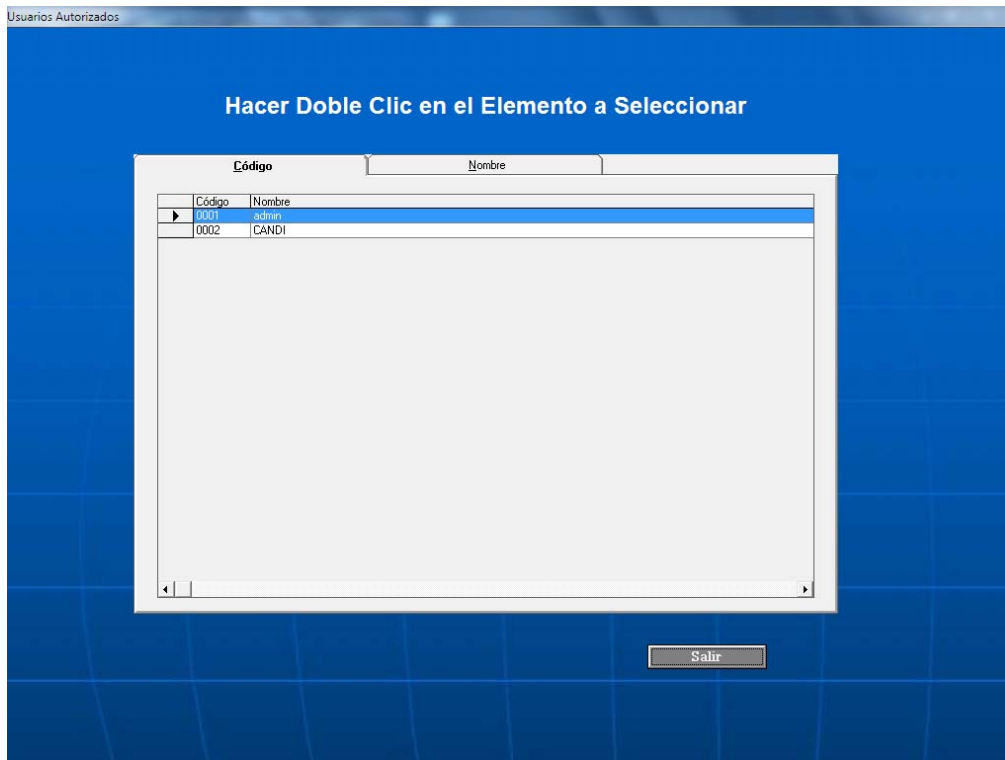 Usuarios Autorizados
Hacer Doble Clic en el Elemento a Seleccionar
Código Nombre
Código Nombre
0001 admin
0002 CANDI
Salir